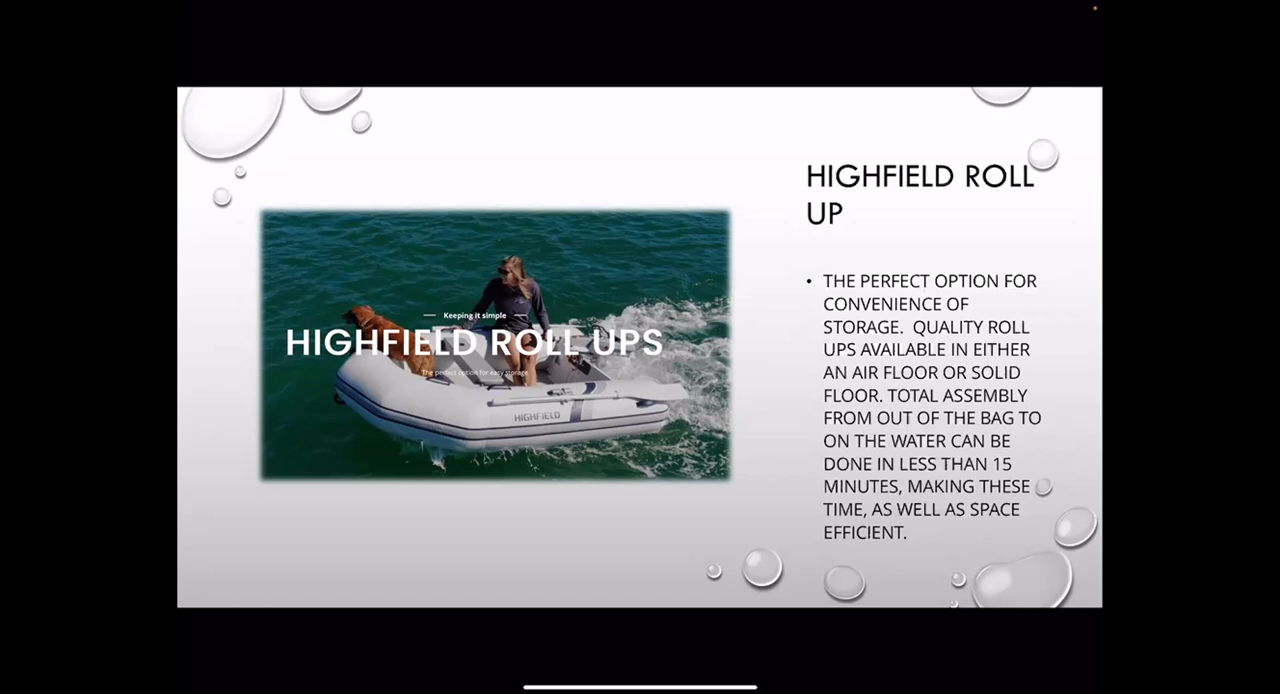 HIGHFIELD ROLL
UP
Keeping it simple
HIGHFIELD ROLL UPS
The perfect option for easy storage
HIGHFIELD
• THE PERFECT OPTION FOR
CONVENIENCE OF
STORAGE. QUALITY ROLL
UPS AVAILABLE IN EITHER
AN AIR FLOOR OR SOLID
FLOOR. TOTAL ASSEMBLY
FROM OUT OF THE BAG TO
ON THE WATER CAN BE
DONE IN LESS THAN 15
MINUTES, MAKING THESE
TIME, AS WELL AS SPACE
EFFICIENT.